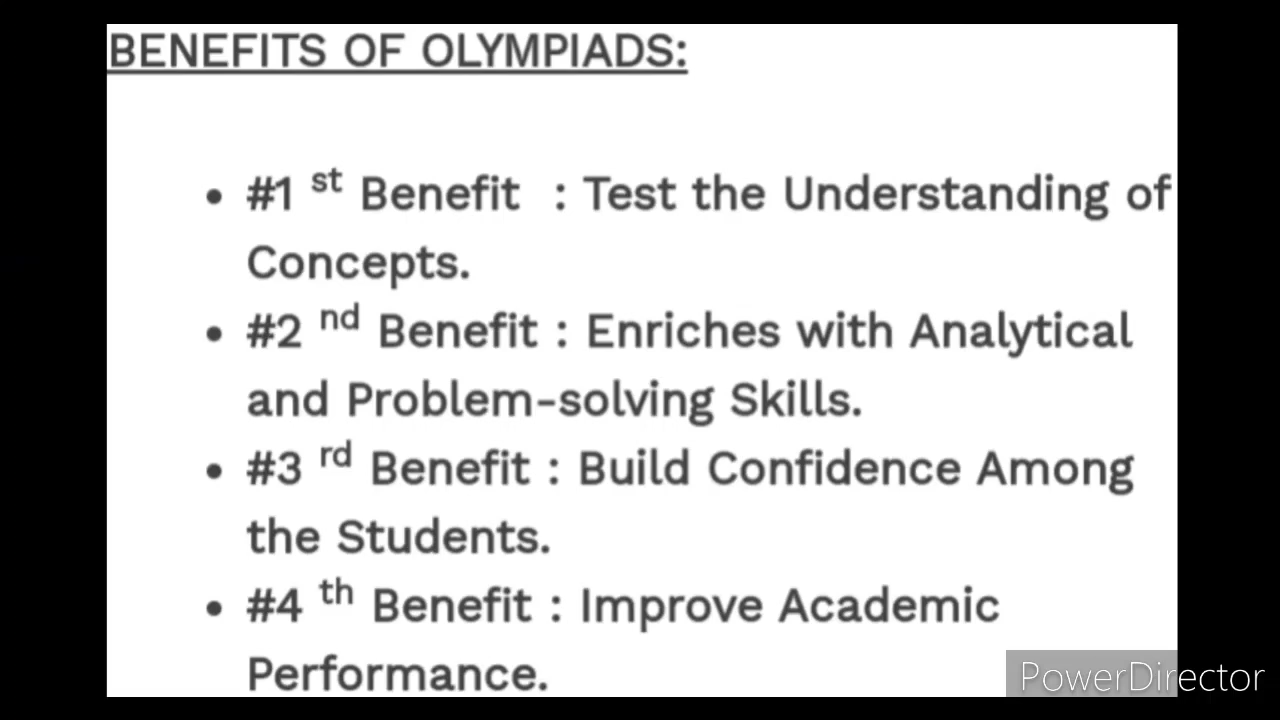 BENEFITS OF OLYMPIADS:
• #1 st Benefit : Test the Understanding of
Concepts.
• #2 nd Benefit : Enriches with Analytical
and Problem-solving Skills.
• #3 rd Benefit : Build Confidence Among
the Students.
• #4 th Benefit : Improve Academic
Performance.
PowerDirector